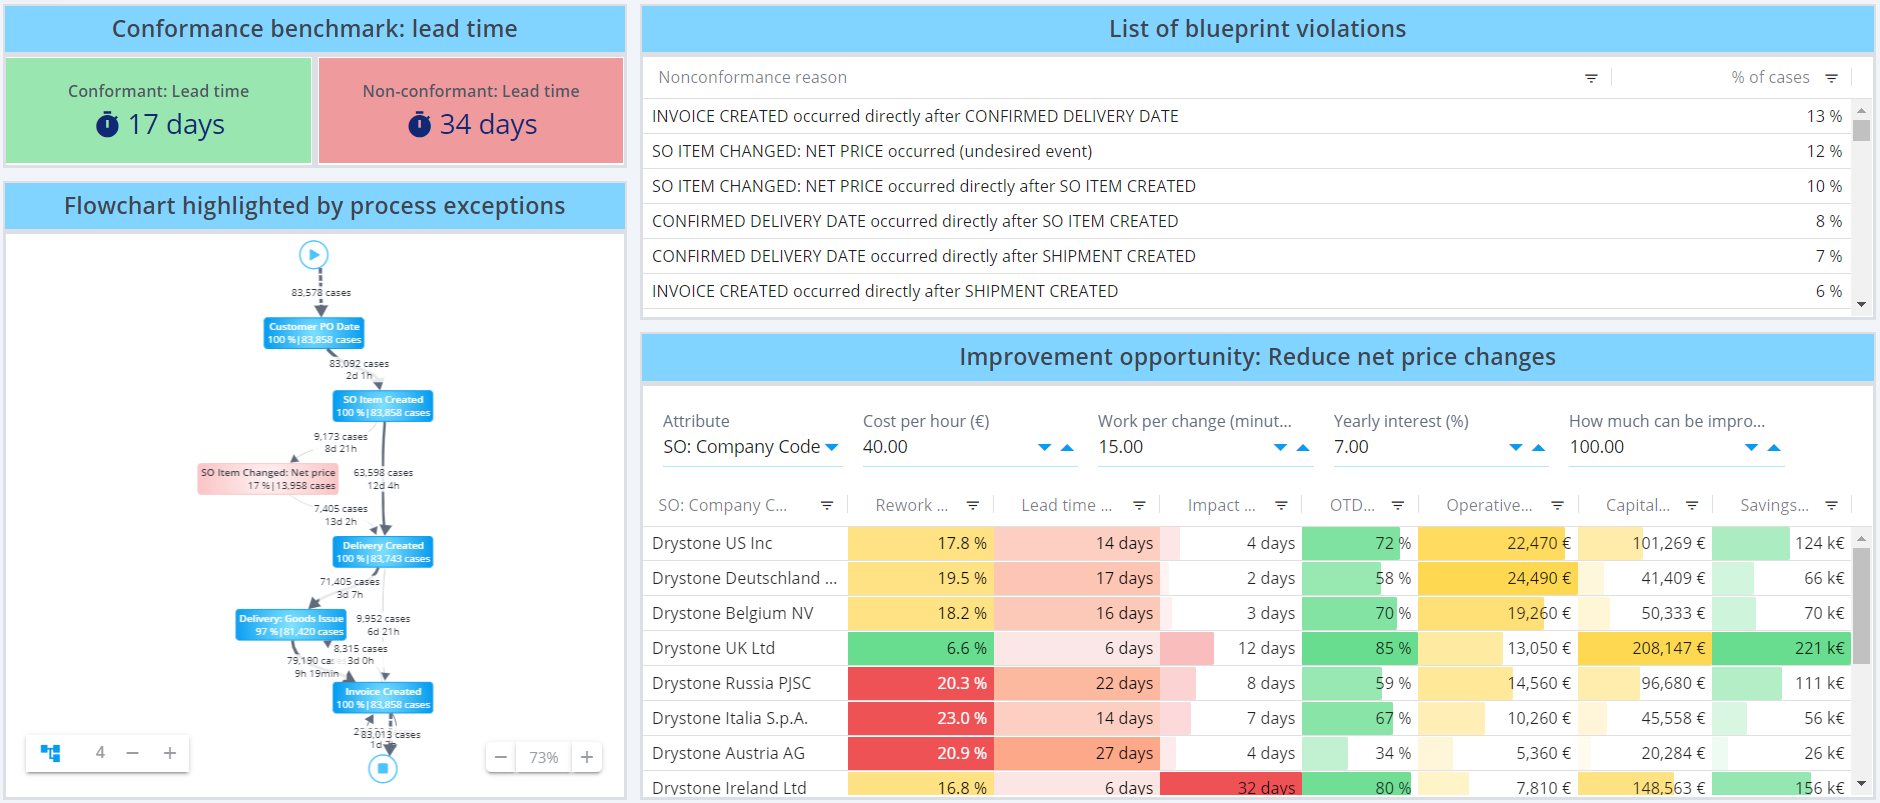 Conformance benchmark: lead time
Conformant: Lead time
17 days
Non-conformant: Lead time
34 days
Flowchart highlighted by process exceptions
83,578 cases
Customer PO Date
100 %|83,858 cases
83,092 cases
2d 1h
SO Item Created
100 %|83,858 cases
9,173 cases
8d 21h
SO Item Changed: Net price
17 %|13,958 cases
63,598 cases
12d 4h
7,405 cases
13d 2h
Delivery Created
100 %|83,743 cases
71,405 cases
3d 7h
Delivery: Goods Issue
97 %|81,420 cases
9,952 cases
6d 21h
8,315 cases
3d 0h
79,190
9h 19min
Invoice Created
100 %|83,858 cases
83,013 cases
4
73%
List of blueprint violations
Nonconformance reason % of cases
INVOICE CREATED occurred directly after CONFIRMED DELIVERY DATE 13 %
SO ITEM CHANGED: NET PRICE occurred (undesired event) 12 %
SO ITEM CHANGED: NET PRICE occurred directly after SO ITEM CREATED 10 %
CONFIRMED DELIVERY DATE occurred directly after SO ITEM CREATED 8 %
CONFIRMED DELIVERY DATE occurred directly after SHIPMENT CREATED 7 %
INVOICE CREATED occurred directly after SHIPMENT CREATED 6 %
Improvement opportunity: Reduce net price changes
Attribute Cost per hour (€) Work per change (minut... Yearly interest (%) How much can be impro...
SO: Company Code 40.00 15.00 7.00 100.00
SO: Company C... Rework ... Lead time ... Impact ... OTD... Operative... Capital... Savings...
Drystone US Inc 17.8 % 14 days 4 days 72 % 22,470 € 101,269 € 124 k€
Drystone Deutschland ... 19.5 % 17 days 2 days 58 % 24,490 € 41,409 € 66 k€
Drystone Belgium NV 18.2 % 16 days 3 days 70 % 19,260 € 50,333 € 70 k€
Drystone UK Ltd 6.6 % 6 days 12 days 85 % 13,050 € 208,147 € 221 k€
Drystone Russia PJSC 20.3 % 22 days 8 days 59 % 14,560 € 96,680 € 111 k€
Drystone Italia S.p.A. 23.0 % 14 days 7 days 67 % 10,260 € 45,558 € 56 k€
Drystone Austria AG 20.9 % 27 days 4 days 34 % 5,360 € 20,284 € 26 k€
Drystone Ireland Ltd 16.8 % 6 days 32 days 80 % 7,810 € 148,563 € 156 k€